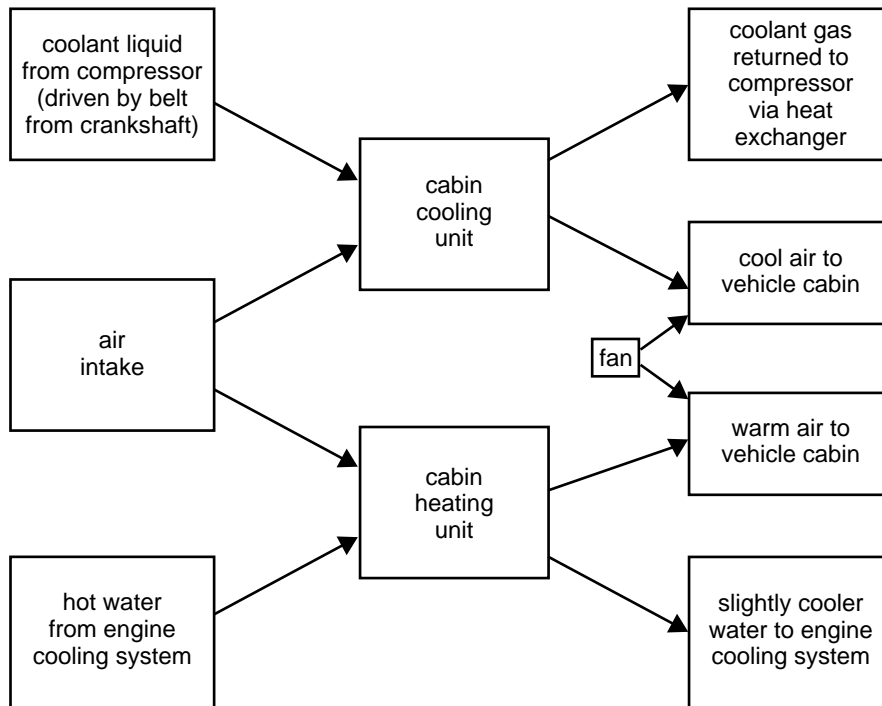 coolant liquid
from compressor
(driven by belt
from crankshaft)
coolant gas
returned to
compressor
via heat
exchanger
cabin
cooling
unit
cool air to
vehicle cabin
air
intake
fan
warm air to
vehicle cabin
cabin
heating
unit
hot water
from engine
cooling system
slightly cooler
water to engine
cooling system